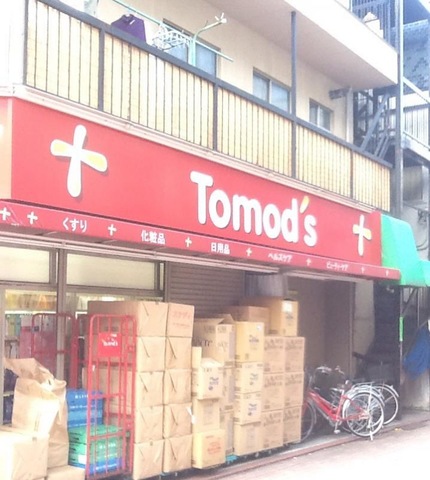 Tomod's
くすり
化粧品
日用品
ヘルスケア
ビューティケア